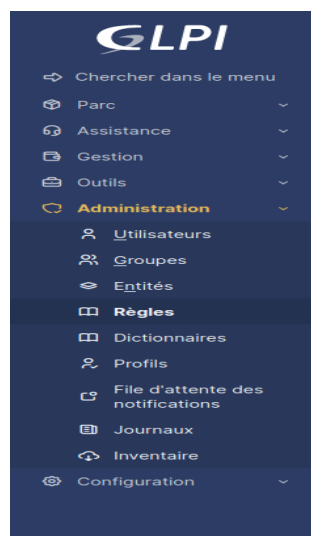 GLPI
Chercher dans le menu
Parc
Assistance
Gestion
Outils
Administration
Utilisateurs
Groupes
Entités
Règles
Dictionnaires
Profils
File d'attente des
notifications
Journaux
Inventaire
Configuration